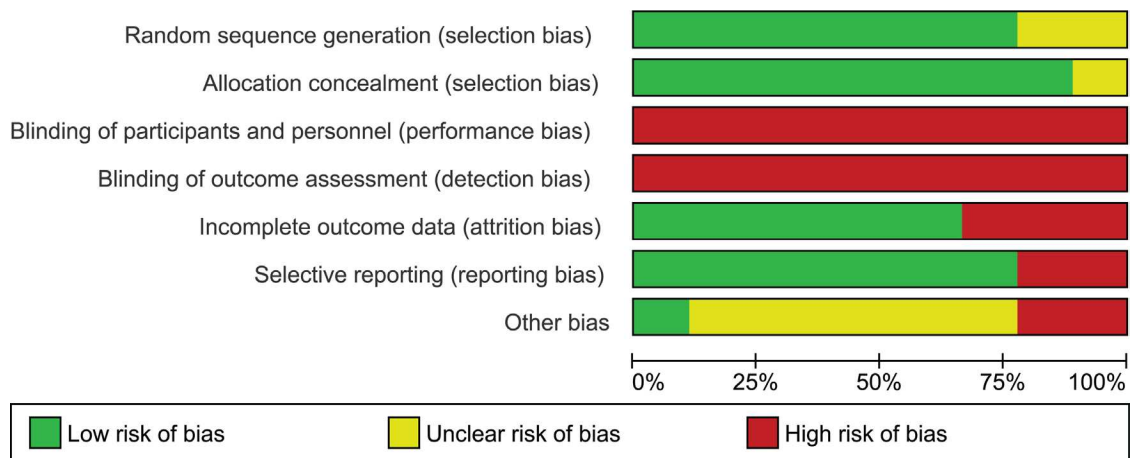 Random sequence generation (selection bias)
Allocation concealment (selection bias)
Blinding of participants and personnel (performance bias)
Blinding of outcome assessment (detection bias)
Incomplete outcome data (attrition bias)
Selective reporting (reporting bias)
Other bias
0% 25% 50% 75% 100%
Low risk of bias Unclear risk of bias High risk of bias